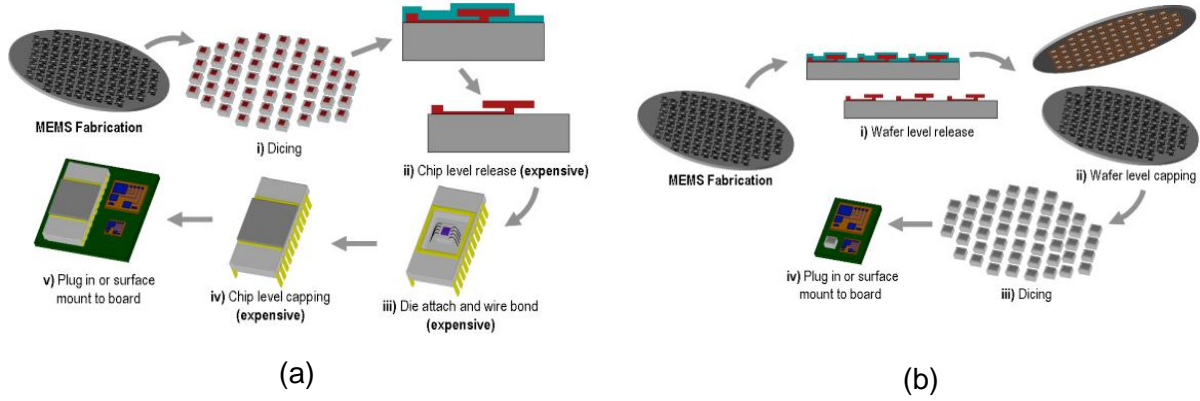 MEMS Fabrication
i) Dicing
ii) Chip level release (expensive)
iii) Die attach and wire bond
(expensive)
iv) Chip level capping
(expensive)
v) Plug in or surface
mount to board
(a)
MEMS Fabrication
i) Wafer level release
ii) Wafer level capping
iii) Dicing
iv) Plug in or surface
mount to board
(b)